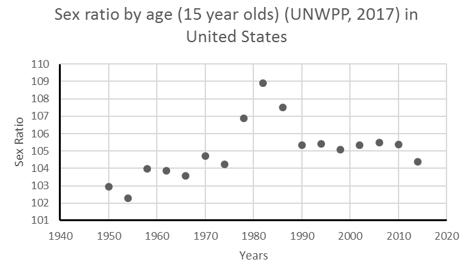 Sex ratio by age (15 year olds) (UNWPP, 2017) in
United States
110
109
108
107
106
105
104
103
102
101
Sex Ratio
1940 1950 1960 1970 1980 1990 2000 2010 2020
Years